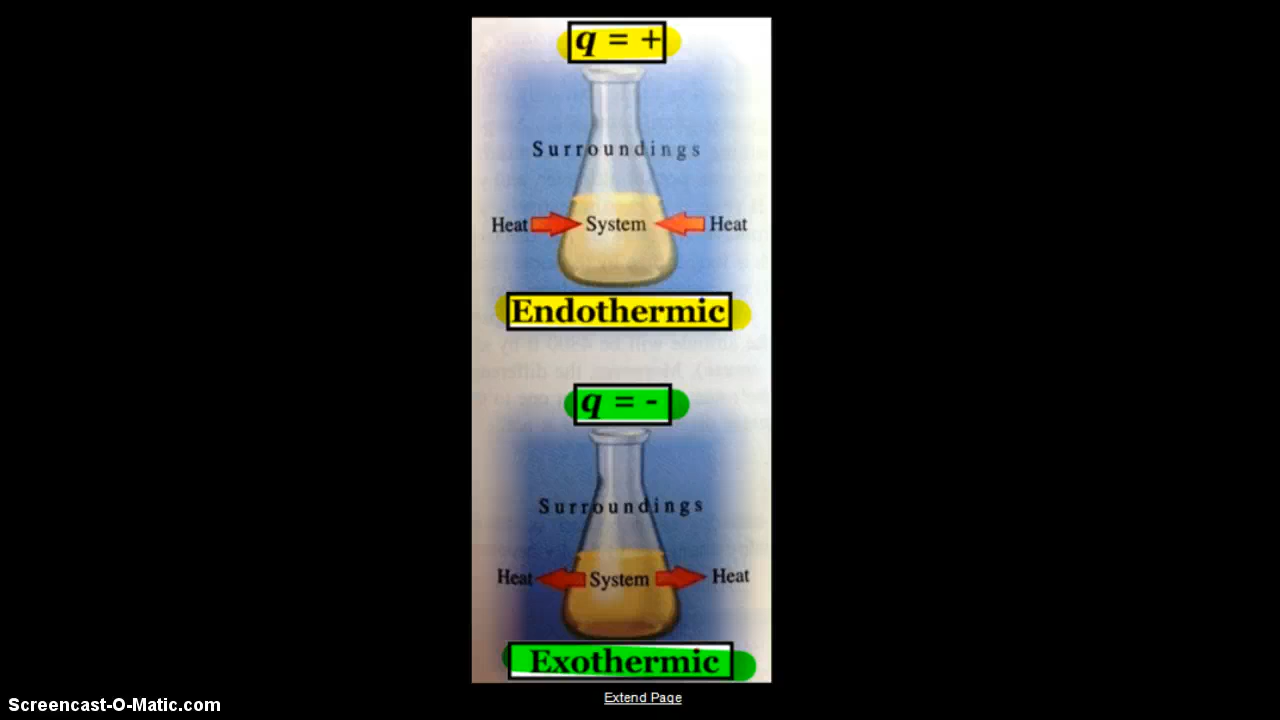 q = +
Surroundings
Heat System Heat
Endothermic
q = -
Surroundings
Heat System Heat
Exothermic
Extend Page
Screencast-O-Matic.com